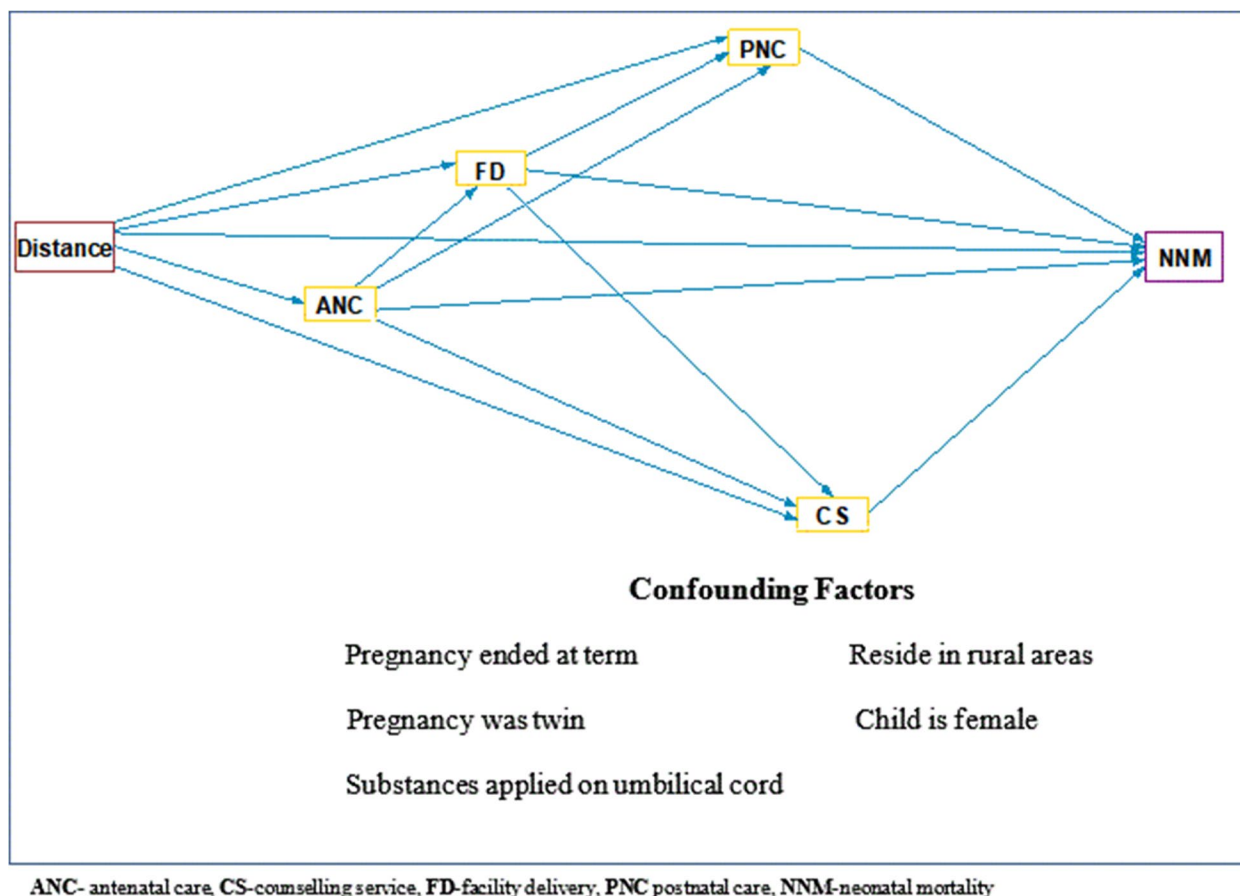 PNC
FD
Distance
NNM
ANC
CS
Confounding Factors
Pregnancy ended at term
Reside in rural areas
Pregnancy was twin
Child is female
Substances applied on umbilical cord
ANC- antenatal care, CS-counselling service, FD-facility delivery, PNC postnatal care, NNM-neonatal mortality